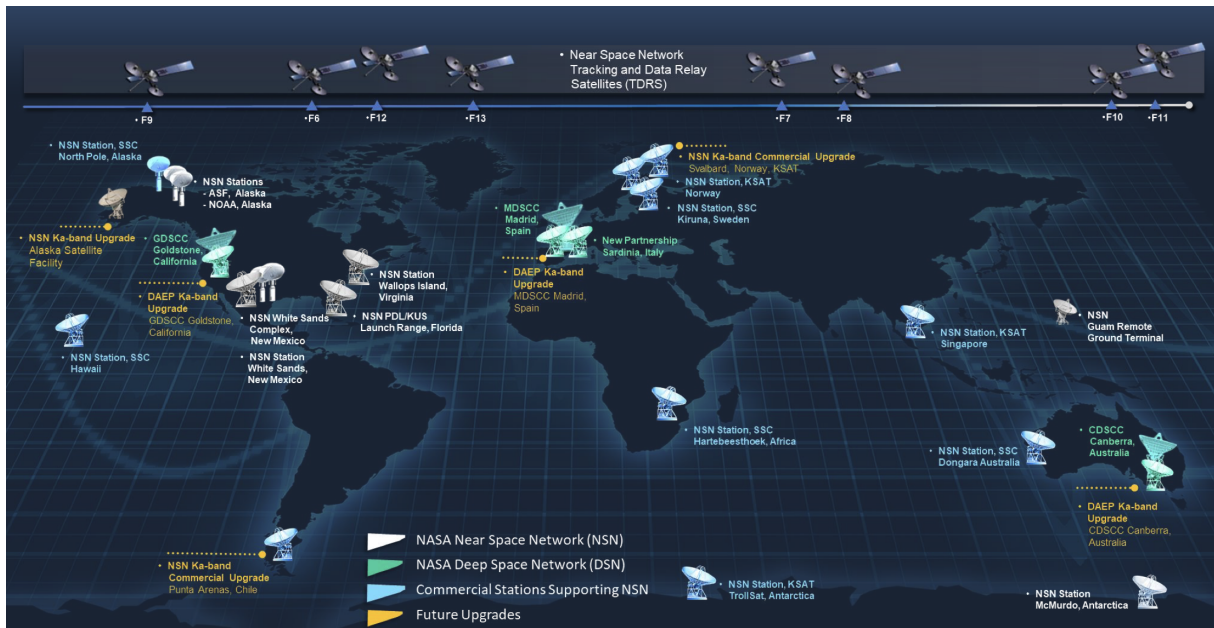 • Near Space Network
Tracking and Data Relay
Satellites (TDRS)
• F9
• F6
• F12
• F13
• F7
• F8
• F10
• F11
• NSN Station, SSC
North Pole, Alaska
• NSN Stations
- ASF, Alaska
- NOAA, Alaska
• NSN Ka-band Upgrade
Alaska Satellite
Facility
• GDSCC
Goldstone,
California
• DAEP Ka-band
Upgrade
GDSCC Goldstone,
California
• NSN Station, SSC
Hawaii
• NSN White Sands
Complex,
New Mexico
• NSN Station
White Sands,
New Mexico
• NSN Station
Wallops Island,
Virginia
• NSN PDL/KUS
Launch Range, Florida
• NSN Ka-band
Commercial Upgrade
Punta Arenas, Chile
• NSN Ka-band Commercial Upgrade
Svalbard, Norway, KSAT
• NSN Station, KSAT
Norway
• NSN Station, SSC
Kiruna, Sweden
• MDSCC
Madrid,
Spain
• New Partnership
Sardinia, Italy
• DAEP Ka-band
Upgrade
MDSCC Madrid,
Spain
• NSN Station, SSC
Hartebeesthoek, Africa
• NSN Station, KSAT
Singapore
• NSN
Guam Remote
Ground Terminal
• NSN Station, SSC
Dongara Australia
• CDSCC
Canberra,
Australia
• DAEP Ka-band
Upgrade
CDSCC Canberra,
Australia
• NSN Station, KSAT
TrollSat, Antarctica
• NSN Station
McMurdo, Antarctica
NASA Near Space Network (NSN)
NASA Deep Space Network (DSN)
Commercial Stations Supporting NSN
Future Upgrades